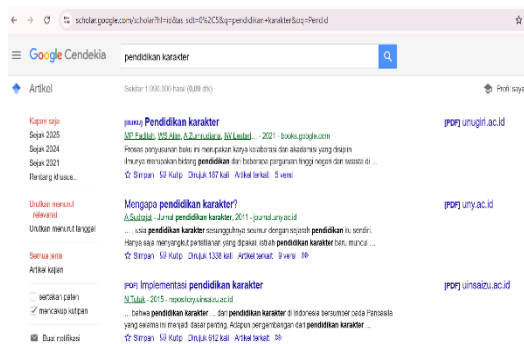 scholar.google.com/scholar?hl=id&as_sdt=0%2C5&q=pendidikan+karakter&oq=Pendid
Google Cendekia
pendidikan karakter
Artikel
Sekitar 1.990.000 hasil (0,09 dtk)
Profil saya
Kapan saja
Sejak 2025
Sejak 2024
Sejak 2021
Rentang khusus...
Urutkan menurut
relevansi
Urutkan menurut tanggal
Semua jenis
Artikel kajian
sertakan paten
mencakup kutipan
Buat notifikasi
[BUKU] Pendidikan karakter
MP Fadilah, WS Alim, A Zumrudiana, IW Lestari... - 2021 - books.google.com
Proses penyusunan buku ini merupakan karya kolaborasi dari akademisi yang disiplin
ilmunya merupakan bidang pendidikan dari beberapa perguruan tinggi negeri dan swasta di ...
Simpan Kutip Dirujuk 187 kali Artikel terkait 5 versi
[PDF] unugiri.ac.id
Mengapa pendidikan karakter?
A Sudrajat - Jurnal pendidikan karakter, 2011 - journal.uny.ac.id
... usia pendidikan karakter sesungguhnya seumur dengan sejarah pendidikan itu sendiri.
Hanya saja menyangkut peristilahan yang dipakai, istilah pendidikan karakter baru muncul ...
Simpan Kutip Dirujuk 1338 kali Artikel terkait 9 versi
[PDF] uny.ac.id
[PDF] Implementasi pendidikan karakter
N Tutuk - 2015 - repository.uinsaizu.ac.id
... bahwa pendidikan karakter ... dari pendidikan karakter di Indonesia bersumber pada Pancasila
yang selama ini menjadi dasar penting. Adapun pengembangan dari pendidikan karakter ...
Simpan Kutip Dirujuk 612 kali Artikel terkait
[PDF] uinsaizu.ac.id